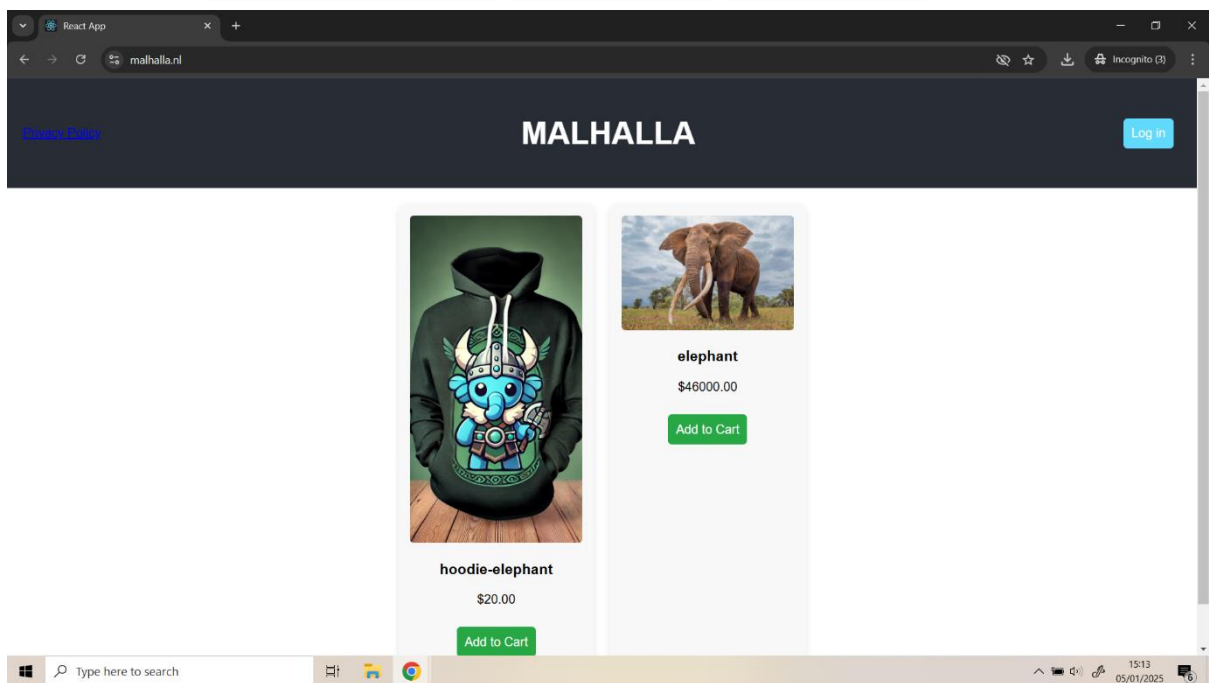 React App
malhalla.nl
Incognito (3)
Privacy Policy
MALHALLA
Log in
hoodie-elephant
$20.00
Add to Cart
elephant
$46000.00
Add to Cart
Type here to search
15:13
05/01/2025
6